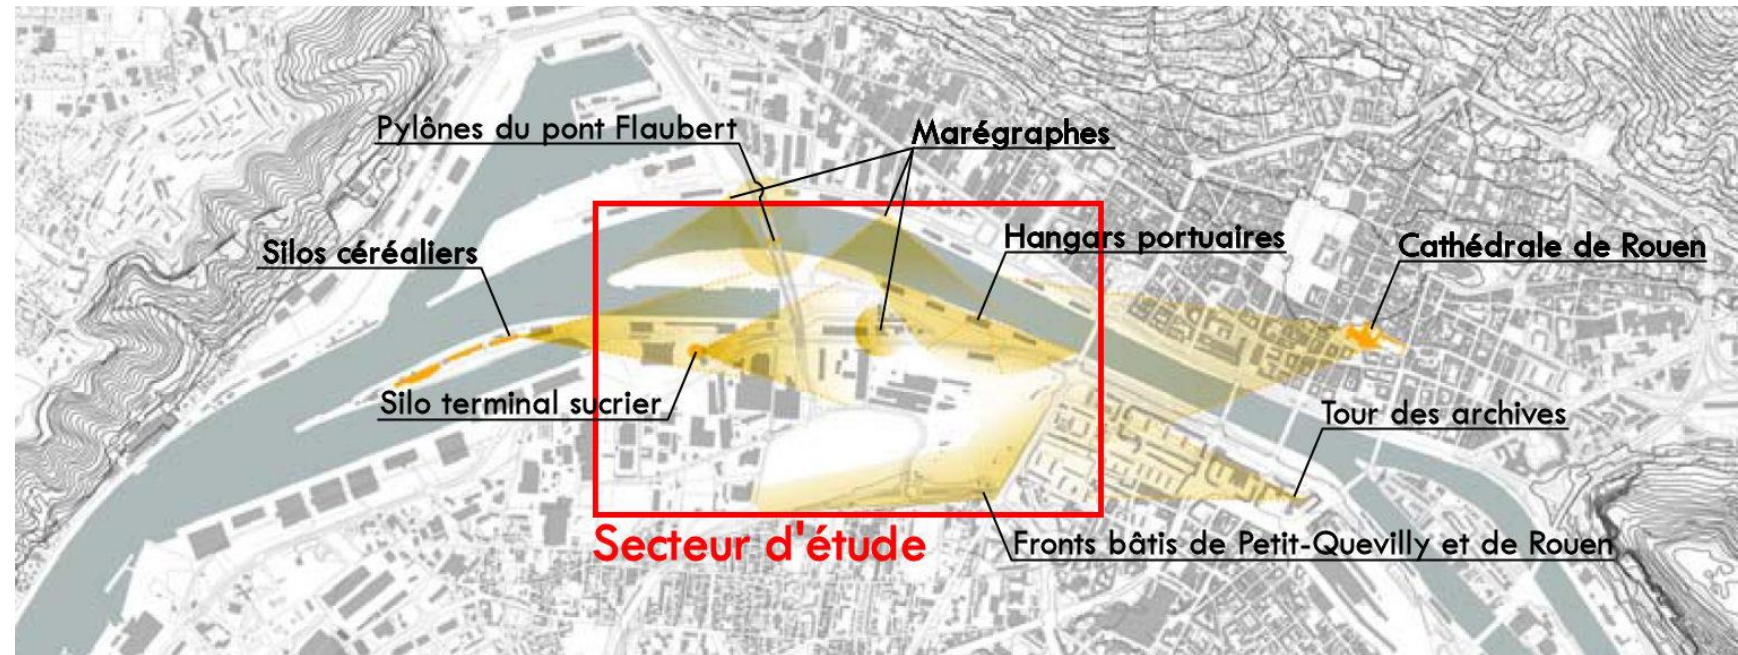 Pylônes du pont Flaubert
Marégraphes
Silos céréaliers
Hangars portuaires
Cathédrale de Rouen
Silo terminal sucrier
Tour des archives
Secteur d'étude
Fronts bâtis de Petit-Quevilly et de Rouen